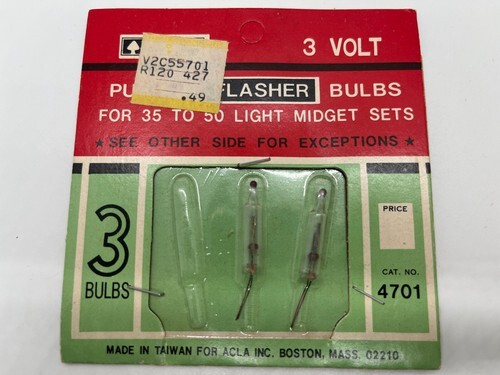 3 VOLT
V2C55701
R120 427
.49
PU FLASHER BULBS
FOR 35 TO 50 LIGHT MIDGET SETS
★ SEE OTHER SIDE FOR EXCEPTIONS ★
3
BULBS
PRICE
CAT. NO.
4701
MADE IN TAIWAN FOR ACLA INC. BOSTON, MASS. 02210